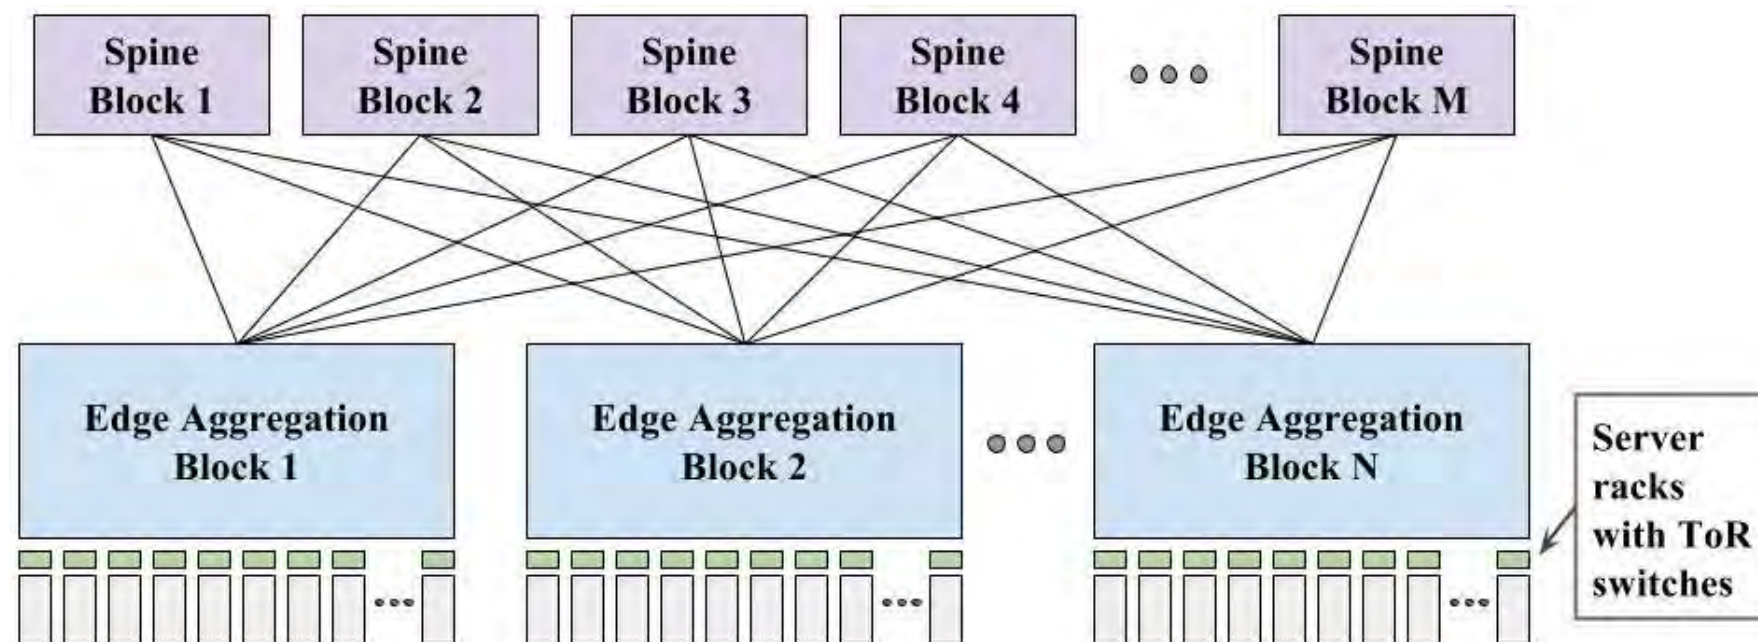 Spine
Block 1
Spine
Block 2
Spine
Block 3
Spine
Block 4
Spine
Block M
Edge Aggregation
Block 1
Edge Aggregation
Block 2
Edge Aggregation
Block N
Server
racks
with ToR
switches